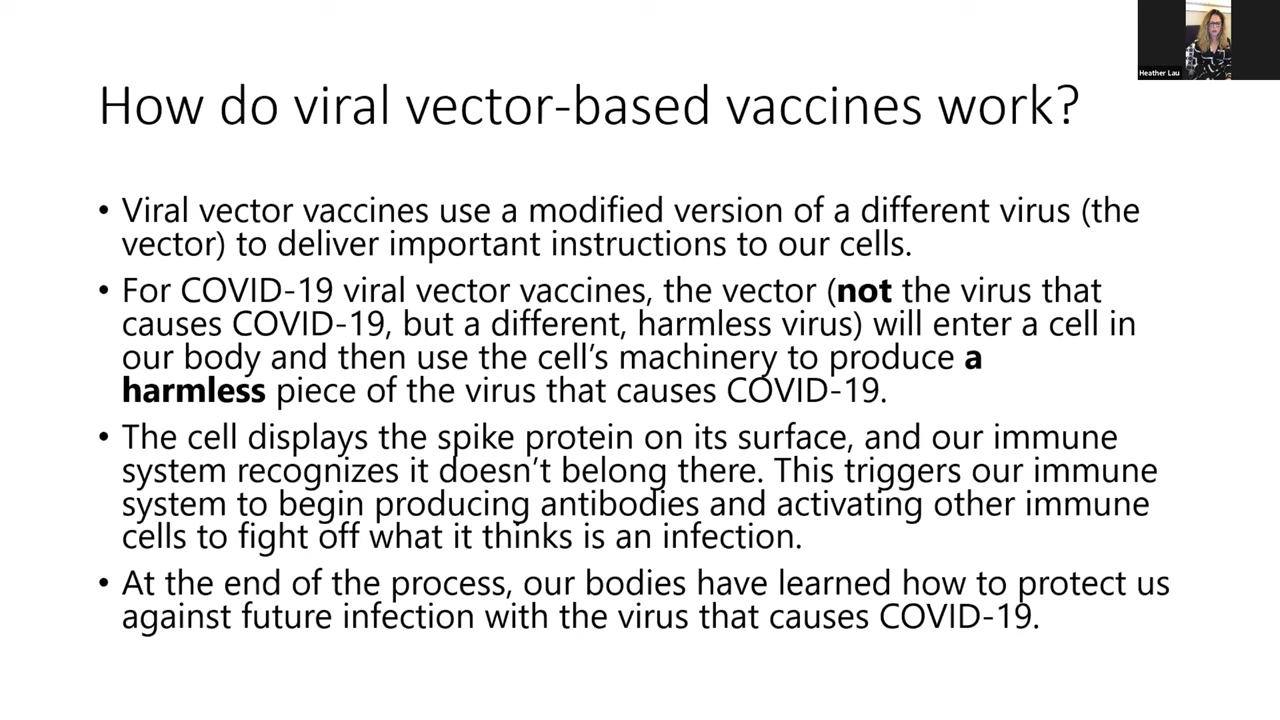 Heather Lau
How do viral vector-based vaccines work?
• Viral vector vaccines use a modified version of a different virus (the
vector) to deliver important instructions to our cells.
• For COVID-19 viral vector vaccines, the vector (not the virus that
causes COVID-19, but a different, harmless virus) will enter a cell in
our body and then use the cell’s machinery to produce a
harmless piece of the virus that causes COVID-19.
• The cell displays the spike protein on its surface, and our immune
system recognizes it doesn’t belong there. This triggers our immune
system to begin producing antibodies and activating other immune
cells to fight off what it thinks is an infection.
• At the end of the process, our bodies have learned how to protect us
against future infection with the virus that causes COVID-19.